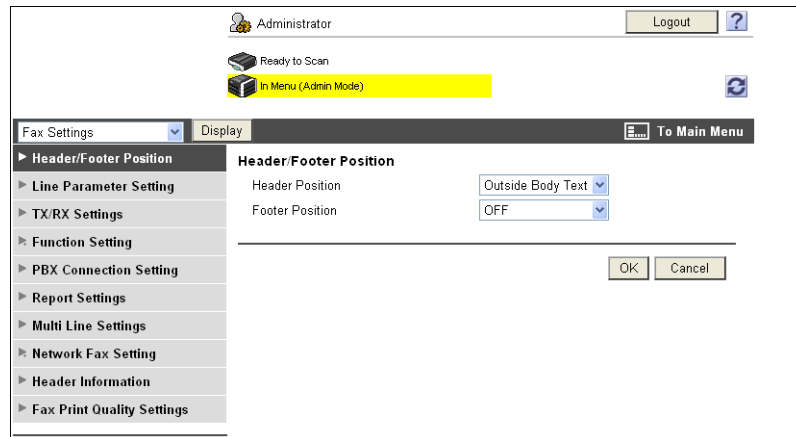 Administrator
Logout
?
Ready to Scan
In Menu (Admin Mode)
Fax Settings
Display
To Main Menu
Header/Footer Position
Line Parameter Setting
TX/RX Settings
Function Setting
PBX Connection Setting
Report Settings
Multi Line Settings
Network Fax Setting
Header Information
Fax Print Quality Settings
Header/Footer Position
Header Position
Outside Body Text
Footer Position
OFF
OK
Cancel